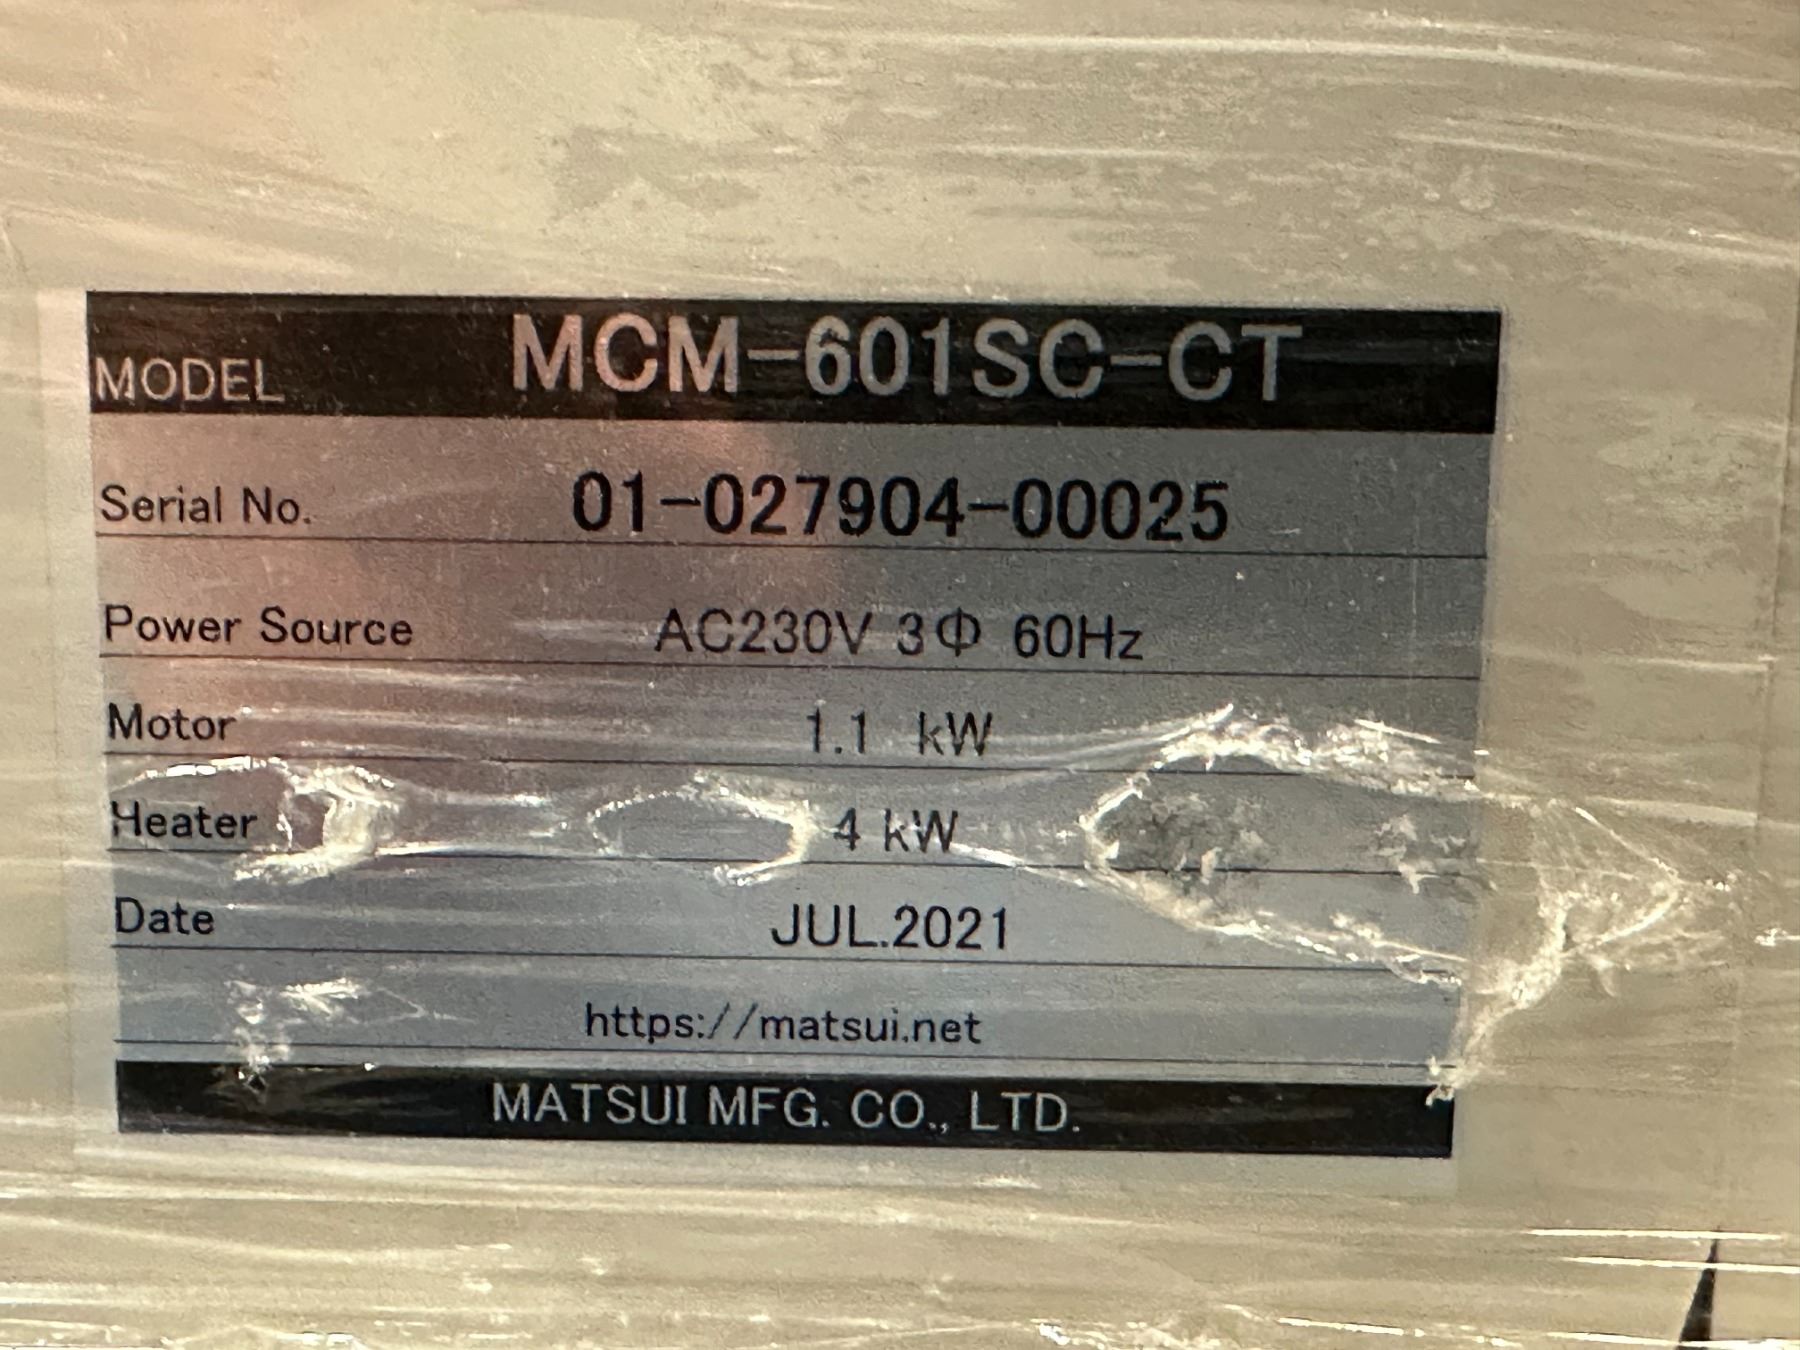 MODEL MCM-601SC-CT
Serial No. 01-027904-00025
Power Source AC230V 3Φ 60Hz
Motor 1.1 kW
Heater 4 kW
Date JUL.2021
https://matsui.net
MATSUI MFG. CO., LTD.